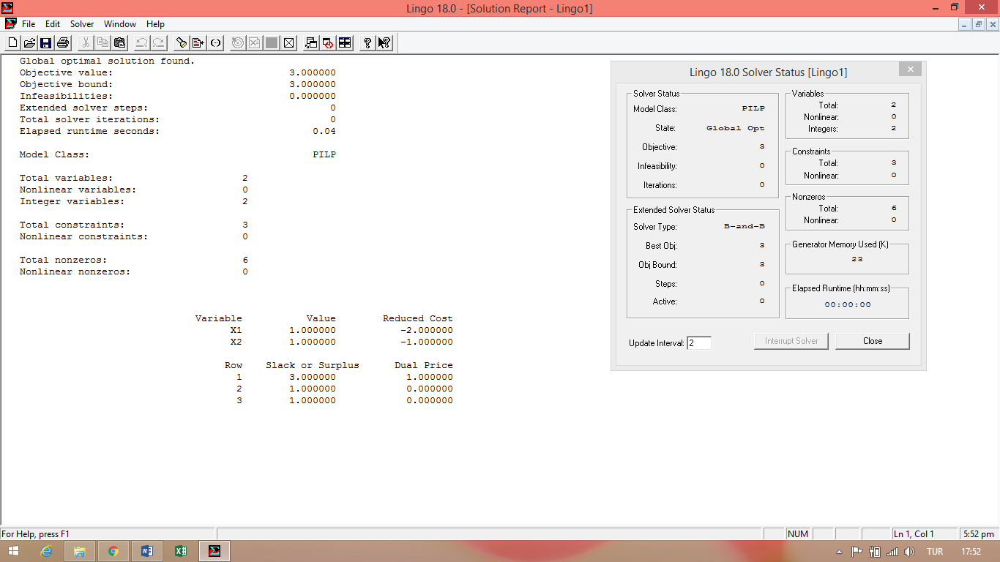 Lingo 18.0 - [Solution Report - Lingo1]
File Edit Solver Window Help
Global optimal solution found.
Objective value: 3.000000
Objective bound: 3.000000
Infeasibilities: 0.000000
Extended solver steps: 0
Total solver iterations: 0
Elapsed runtime seconds: 0.04
Model Class: PILP
Total variables: 2
Nonlinear variables: 0
Integer variables: 2
Total constraints: 3
Nonlinear constraints: 0
Total nonzeros: 6
Nonlinear nonzeros: 0
Variable Value Reduced Cost
X1 1.000000 -2.000000
X2 1.000000 -1.000000
Row Slack or Surplus Dual Price
1 3.000000 1.000000
2 1.000000 0.000000
3 1.000000 0.000000
Lingo 18.0 Solver Status [Lingo1]
Solver Status
Model Class: PILP
State: Global Opt
Objective: 3
Infeasibility: 0
Iterations: 0
Extended Solver Status
Solver Type: B-and-B
Best Obj: 3
Obj Bound: 3
Steps: 0
Active: 0
Variables
Total: 2
Nonlinear: 0
Integers: 2
Constraints
Total: 3
Nonlinear: 0
Nonzeros
Total: 6
Nonlinear: 0
Generator Memory Used (K)
23
Elapsed Runtime (hh:mm:ss)
00:00:00
Update Interval: 2 Interrupt Solver Close
For Help, press F1 NUM Ln 1, Col 1 5:52 pm
TUR 17:52